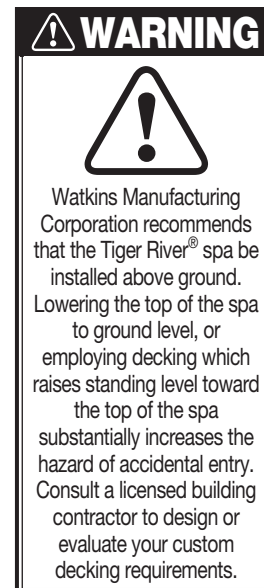 WARNING
Watkins Manufacturing
Corporation recommends
that the Tiger River® spa be
installed above ground.
Lowering the top of the spa
to ground level, or
employing decking which
raises standing level toward
the top of the spa
substantially increases the
hazard of accidental entry.
Consult a licensed building
contractor to design or
evaluate your custom
decking requirements.